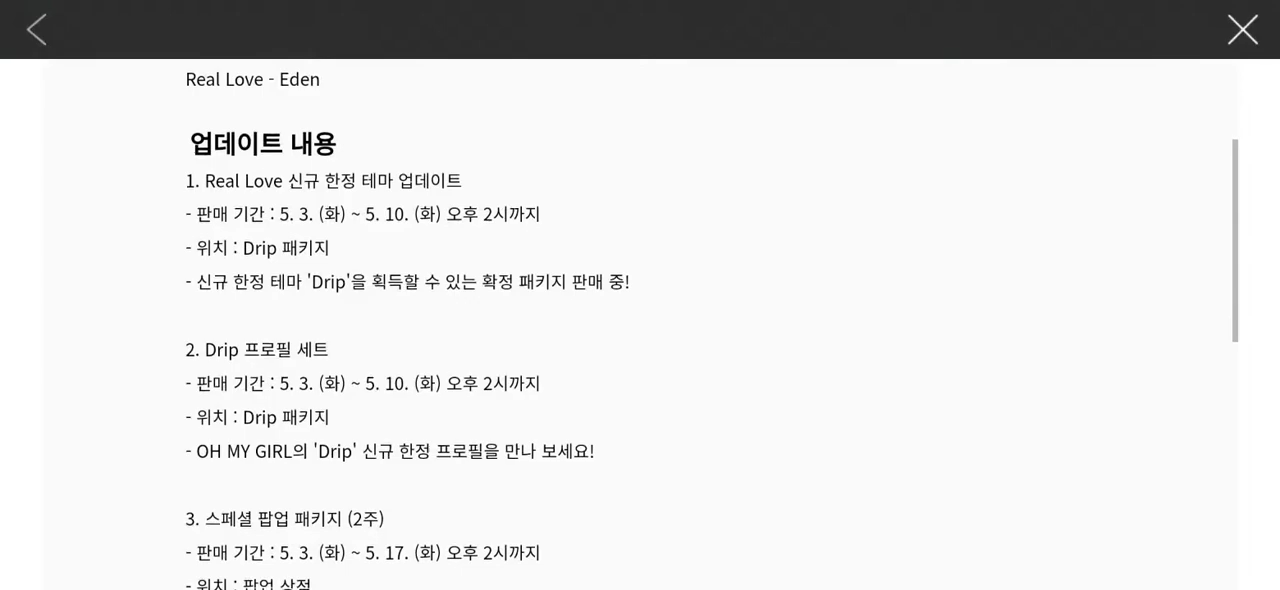 Real Love - Eden
업데이트 내용
1. Real Love 신규 한정 테마 업데이트
- 판매 기간 : 5. 3. (화) ~ 5. 10. (화) 오후 2시까지
- 위치 : Drip 패키지
- 신규 한정 테마 'Drip'을 획득할 수 있는 확정 패키지 판매 중!
2. Drip 프로필 세트
- 판매 기간 : 5. 3. (화) ~ 5. 10. (화) 오후 2시까지
- 위치 : Drip 패키지
- OH MY GIRL의 'Drip' 신규 한정 프로필을 만나 보세요!
3. 스페셜 팝업 패키지 (2주)
- 판매 기간 : 5. 3. (화) ~ 5. 17. (화) 오후 2시까지
- 위치 : 팝업 상점